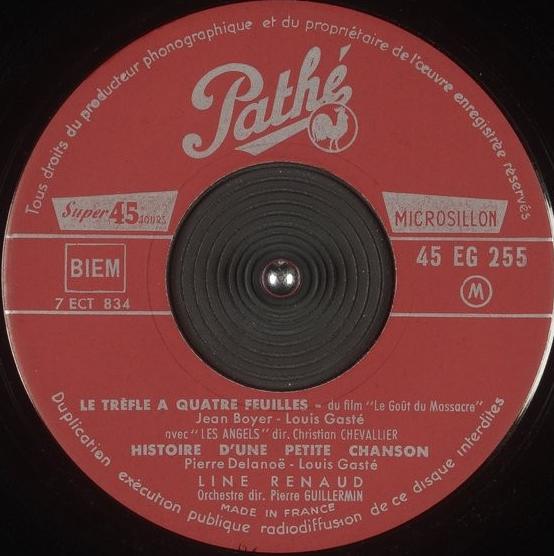 Tous droits du producteur phonographique et du propriétaire de l'œuvre enregistrée réservés
Pathé
Super 45 TOURS
MICROSILLON
BIEM
45 EG 255
7 ECT 834
M
LE TRÈFLE A QUATRE FEUILLES - du film "Le Goût du Massacre"
Jean Boyer - Louis Gasté
avec "LES ANGELS" dir. Christian CHEVALLIER
HISTOIRE D'UNE PETITE CHANSON
Pierre Delanoë - Louis Gasté
LINE RENAUD
Orchestre dir. Pierre GUILLERMIN
MADE IN FRANCE
Duplication exécution publique radiodiffusion de ce disque interdites